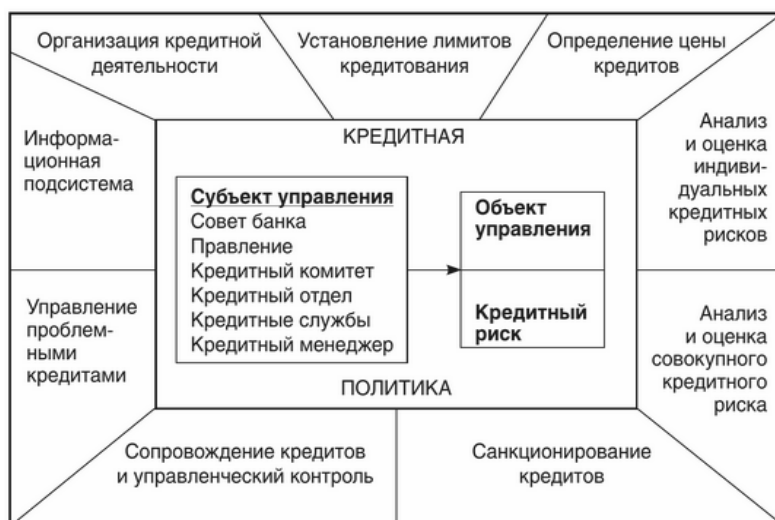 Организация кредитной
деятельности
Установление лимитов
кредитования
Определение цены
кредитов
Информа-
ционная
подсистема
КРЕДИТНАЯ
Анализ
и оценка
индиви-
дуальных
кредитных
рисков
Субъект управления
Совет банка
Правление
Кредитный комитет
Кредитный отдел
Кредитные службы
Кредитный менеджер
Объект
управления
Кредитный
риск
Управление
проблем-
ными
кредитами
Анализ
и оценка
совокупного
кредитного
риска
ПОЛИТИКА
Сопровождение кредитов
и управленческий контроль
Санкционирование
кредитов